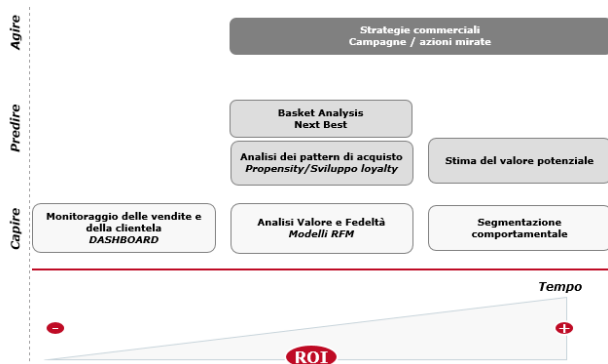 Agire
Strategie commerciali
Campagne / azioni mirate
Predire
Basket Analysis
Next Best
Analisi dei pattern di acquisto
Propensity/Sviluppo loyalty
Stima del valore potenziale
Capire
Monitoraggio delle vendite e
della clientela
DASHBOARD
Analisi Valore e Fedeltà
Modelli RFM
Segmentazione
comportamentale
Tempo
-
+
ROI